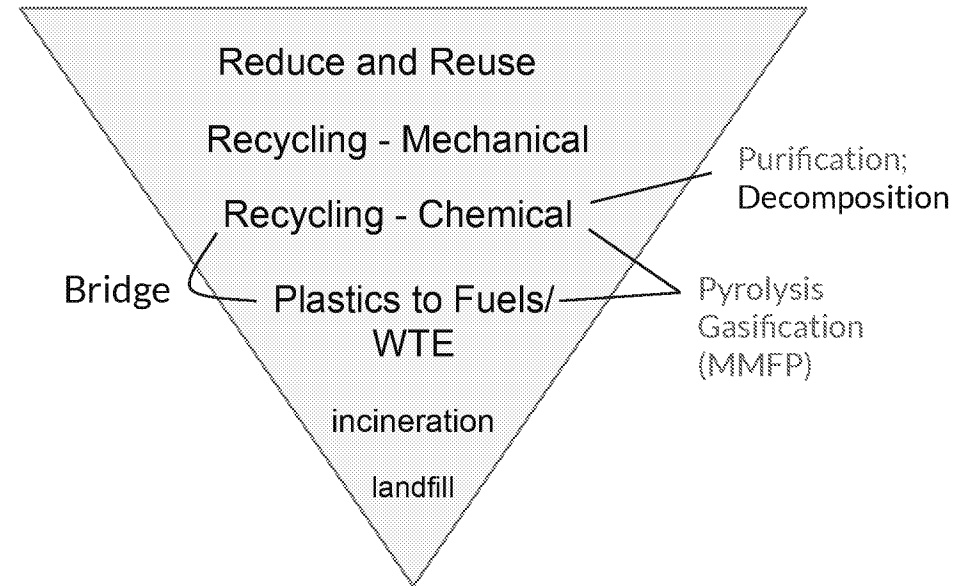 Reduce and Reuse
Recycling - Mechanical
Purification;
Decomposition
Recycling - Chemical
Bridge
Plastics to Fuels/
WTE
Pyrolysis
Gasification
(MMFP)
incineration
landfill